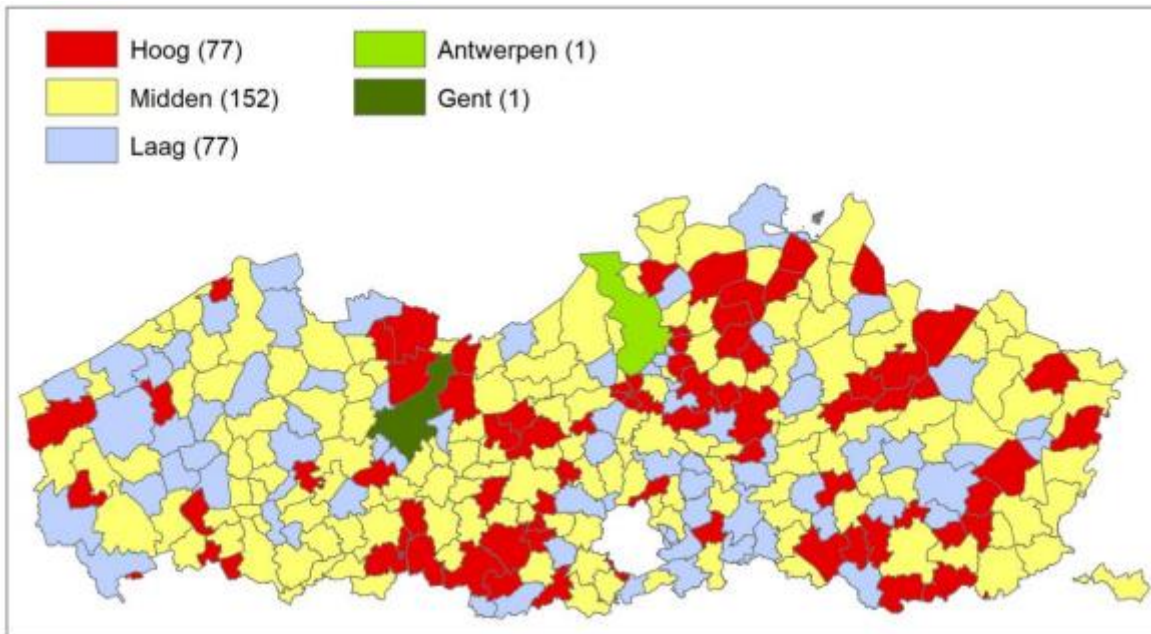 Hoog (77)
Midden (152)
Laag (77)
Antwerpen (1)
Gent (1)